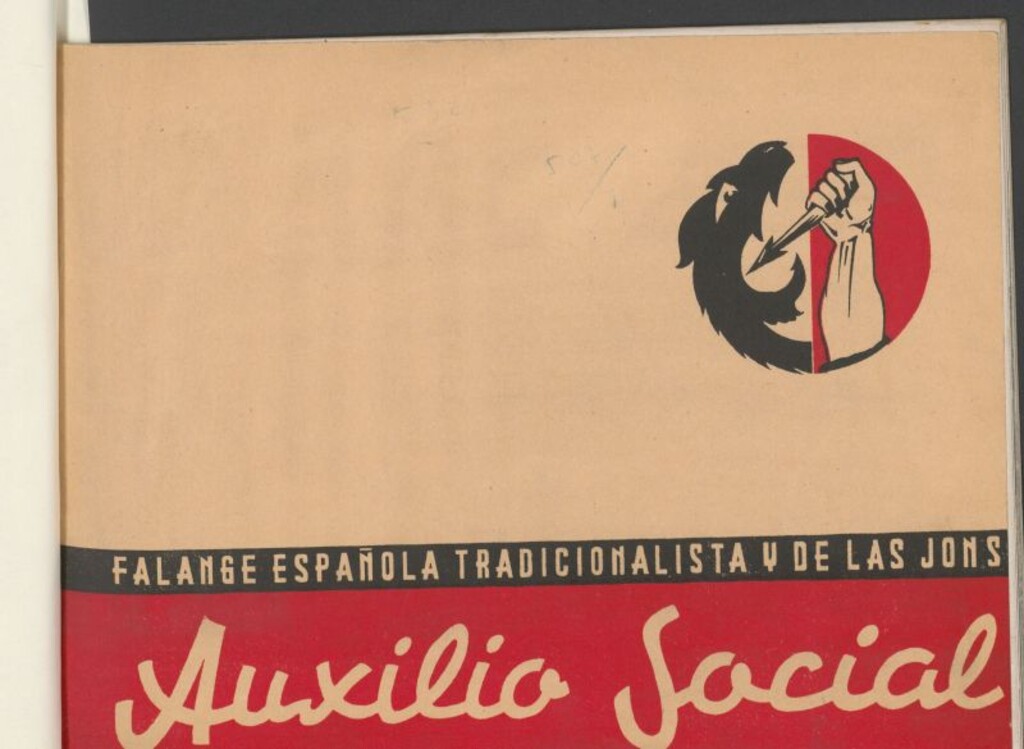 FALANGE ESPAÑOLA TRADICIONALISTA Y DE LAS JONS
Auxilio Social